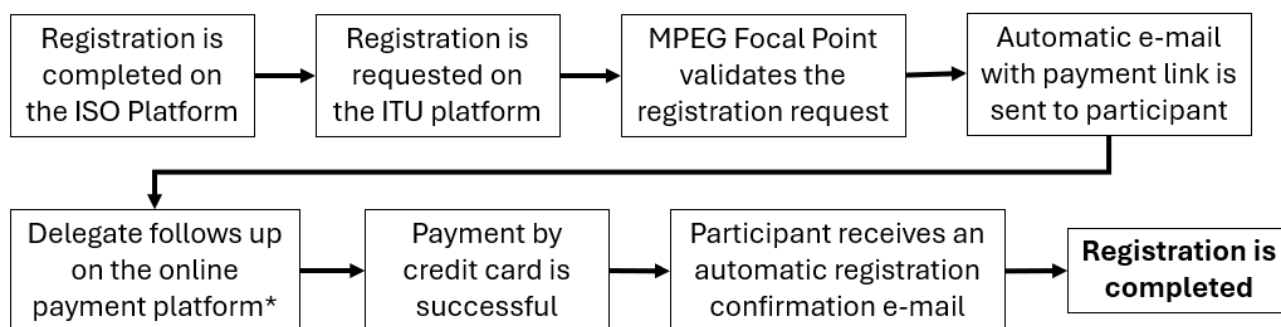 Registration is
completed on
the ISO Platform
Registration is
requested on
the ITU platform
MPEG Focal Point
validates the
registration request
Automatic e-mail
with payment link is
sent to participant
Delegate follows up
on the online
payment platform*
Payment by
credit card is
successful
Participant receives an
automatic registration
confirmation e-mail
Registration is
completed